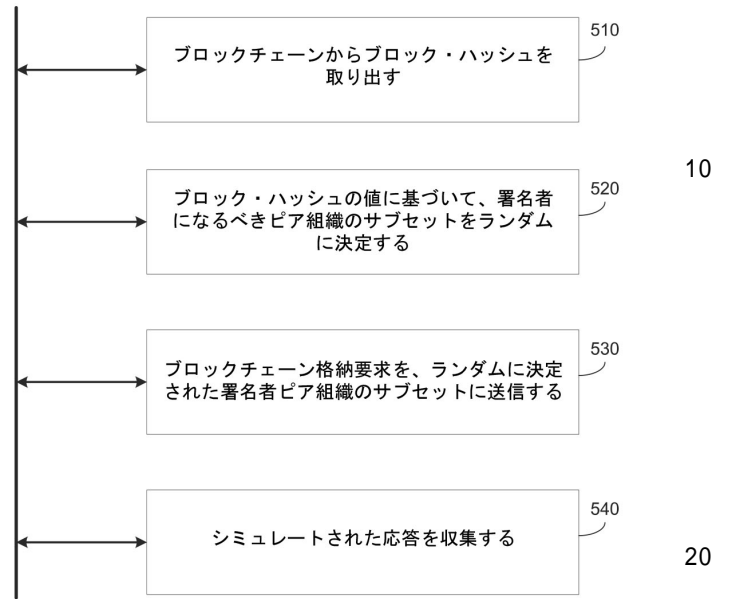 510
ブロックチェーンからブロック・ハッシュを
取り出す
10
520
ブロック・ハッシュの値に基づいて、署名者
になるべきピア組織のサブセットをランダム
に決定する
530
ブロックチェーン格納要求を、ランダムに決定
された署名者ピア組織のサブセットに送信する
540
シミュレートされた応答を収集する
20